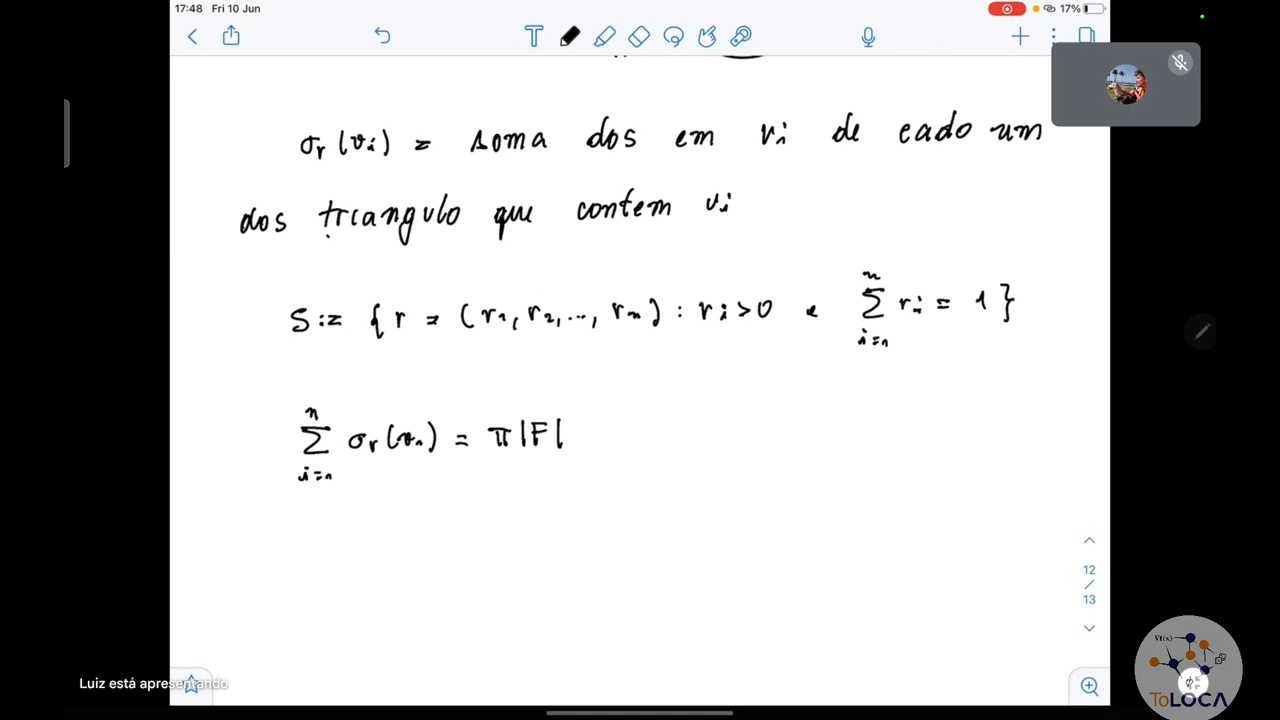 17:48 Fri 10 Jun
17%
σr(vi) = soma dos em vi de cado um
dos triangulo que contem vi
S := { r = (r1, r2, ..., rn) : ri > 0 e ∑_{i=1}^{n} ri = 1 }
∑_{i=1}^{n} σr(vi) = π|F|
12
/
13
Luiz está apresentando
∇f(x)
ToLOCA